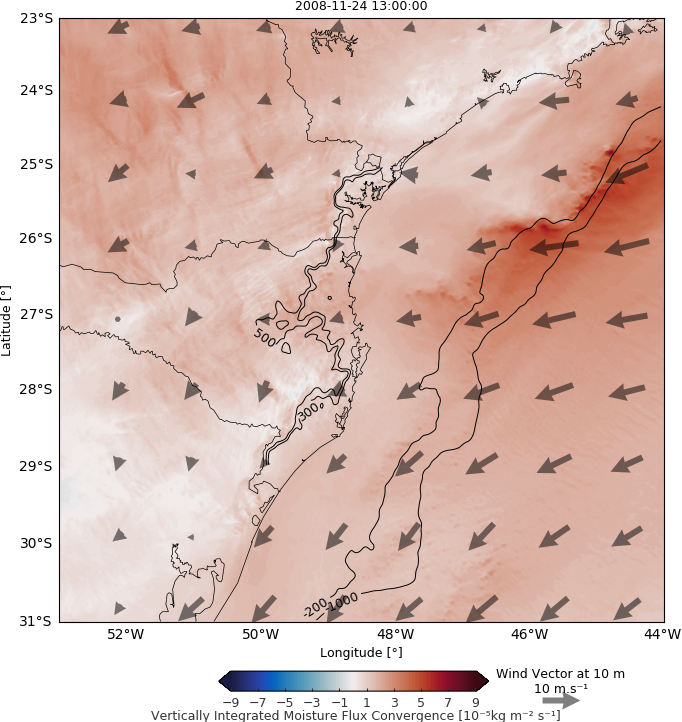 2008-11-24 13:00:00
23°S
24°S
25°S
26°S
27°S
28°S
29°S
30°S
31°S
Latitude [°]
500
300
-200
-1000
52°W 50°W 48°W 46°W 44°W
Longitude [°]
Wind Vector at 10 m
10 m.s⁻¹
−9 −7 −5 −3 −1 1 3 5 7 9
Vertically Integrated Moisture Flux Convergence [10⁻⁵kg m⁻² s⁻¹]